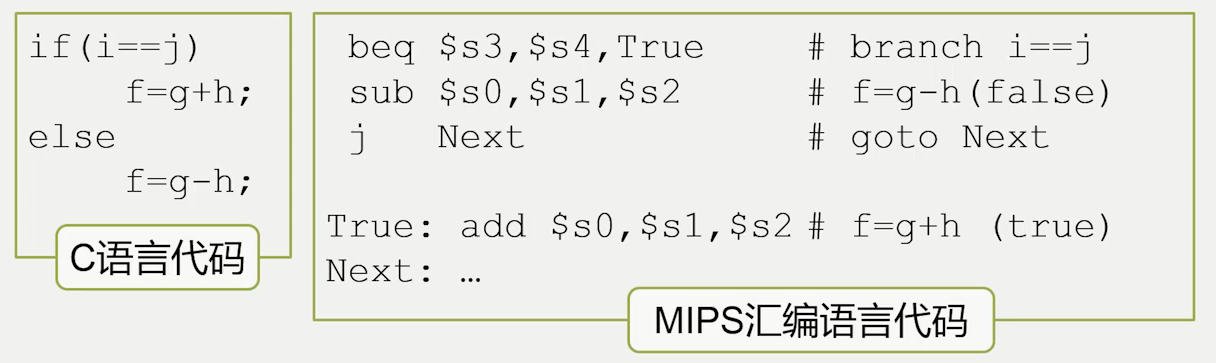 if(i==j)
    f=g+h;
else
    f=g-h;
C语言代码
beq $s3,$s4,True    # branch i==j
sub $s0,$s1,$s2    # f=g-h(false)
j   Next    # goto Next
True: add $s0,$s1,$s2 # f=g+h (true)
Next: …
MIPS汇编语言代码